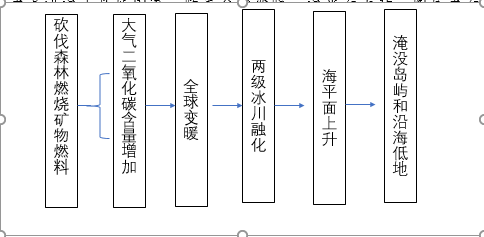 砍伐森林燃烧矿物燃料
大气二氧化碳含量增加
全球变暖
两级冰川融化
海平面上升
淹没岛屿和沿海低地